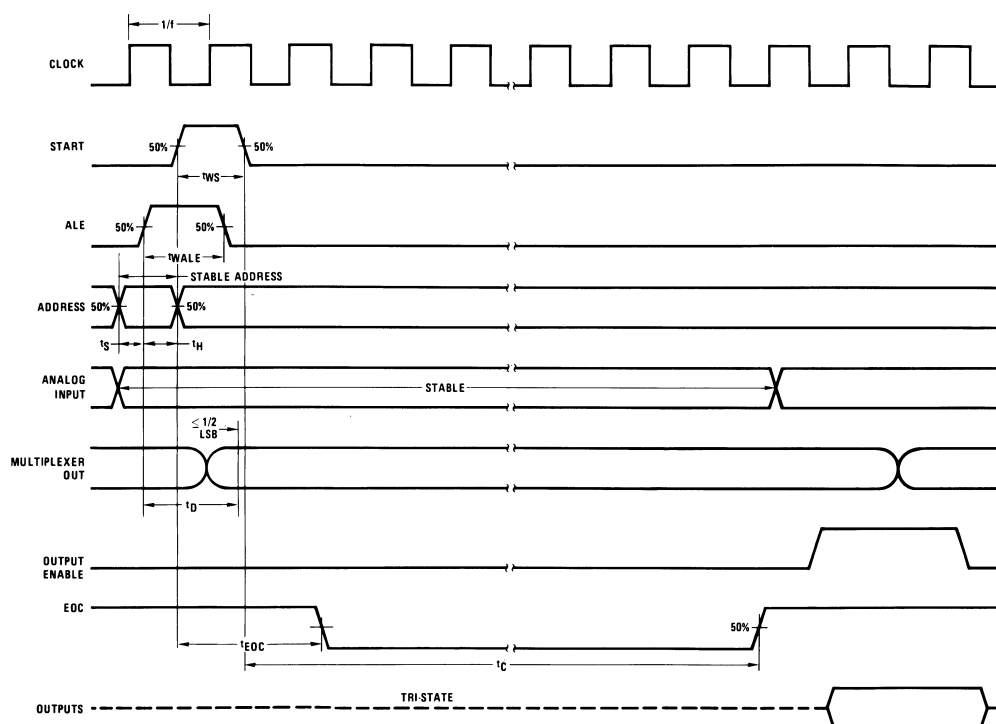 1/f
CLOCK
START
50%
50%
tWS
ALE
50%
50%
tWALE
STABLE ADDRESS
ADDRESS
50%
50%
tS
tH
ANALOG
INPUT
STABLE
≤ 1/2
LSB
MULTIPLEXER
OUT
tD
OUTPUT
ENABLE
EOC
50%
tEOC
tC
TRI-STATE
OUTPUTS